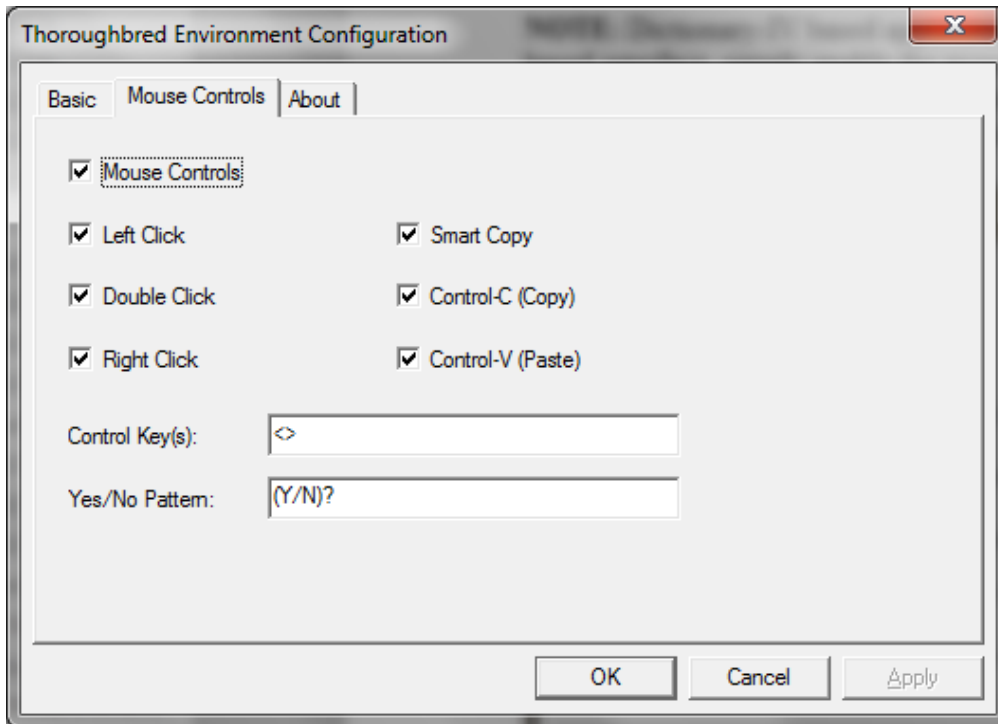 Thoroughbred Environment Configuration
Basic
Mouse Controls
About
Mouse Controls
Left Click
Smart Copy
Double Click
Control-C (Copy)
Right Click
Control-V (Paste)
Control Key(s):
<>
Yes/No Pattern:
(Y/N)?
OK
Cancel
Apply